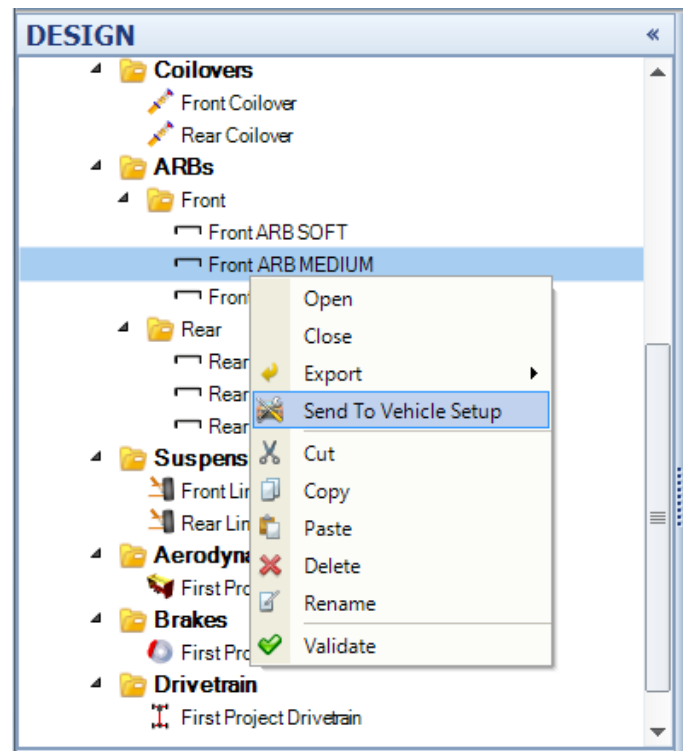 DESIGN «
Coilovers
Front Coilover
Rear Coilover
ARBs
Front
Front ARB SOFT
Front ARB MEDIUM
Front
Open
Close
Rear
Rear
Export
Rear
Send To Vehicle Setup
Rear
Suspens
Cut
Front Lin
Copy
Rear Lin
Paste
Aerodyna
Delete
First Pro
Rename
Brakes
First Pro
Validate
Drivetrain
First Project Drivetrain